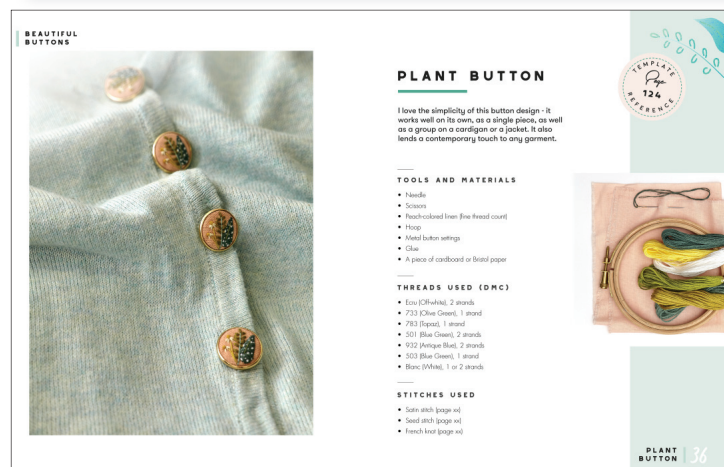 BEAUTIFUL
BUTTONS
PLANT BUTTON
I love the simplicity of this button design - it
works well on its own, as a single piece, as well
as a group on a cardigan or a jacket. It also
lends a contemporary touch to any garment.
TOOLS AND MATERIALS
• Needle
• Scissors
• Peach-colored linen (fine thread count)
• Hoop
• Metal button settings
• Glue
• A piece of cardboard or Bristol paper
THREADS USED (DMC)
• Ecru (Off-white), 2 strands
• 733 (Olive Green), 1 strand
• 783 (Topaz), 1 strand
• 501 (Blue Green), 2 strands
• 932 (Antique Blue), 2 strands
• 503 (Blue Green), 1 strand
• Blanc (White), 1 or 2 strands
STITCHES USED
• Satin stitch (page xx)
• Seed stitch (page xx)
• French knot (page xx)
TEMPLATE
Page
124
REFERENCE
PLANT
BUTTON 36